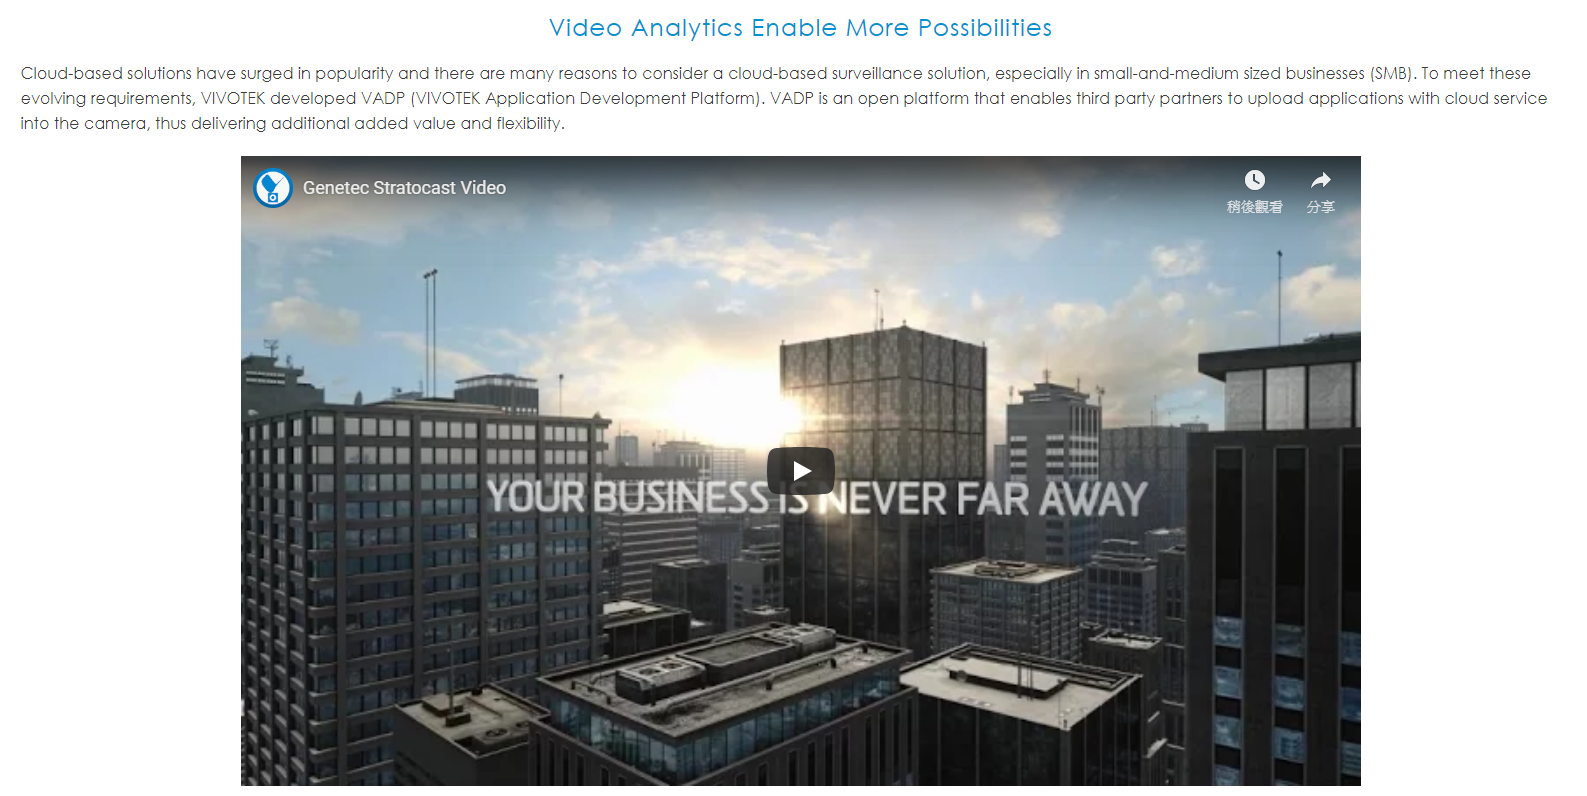 Video Analytics Enable More Possibilities
Cloud-based solutions have surged in popularity and there are many reasons to consider a cloud-based surveillance solution, especially in small-and-medium sized businesses (SMB). To meet these
evolving requirements, VIVOTEK developed VADP (VIVOTEK Application Development Platform). VADP is an open platform that enables third party partners to upload applications with cloud service
into the camera, thus delivering additional added value and flexibility.
Genetec Stratocast Video
稍後觀看
分享
YOUR BUSINESS IS NEVER FAR AWAY